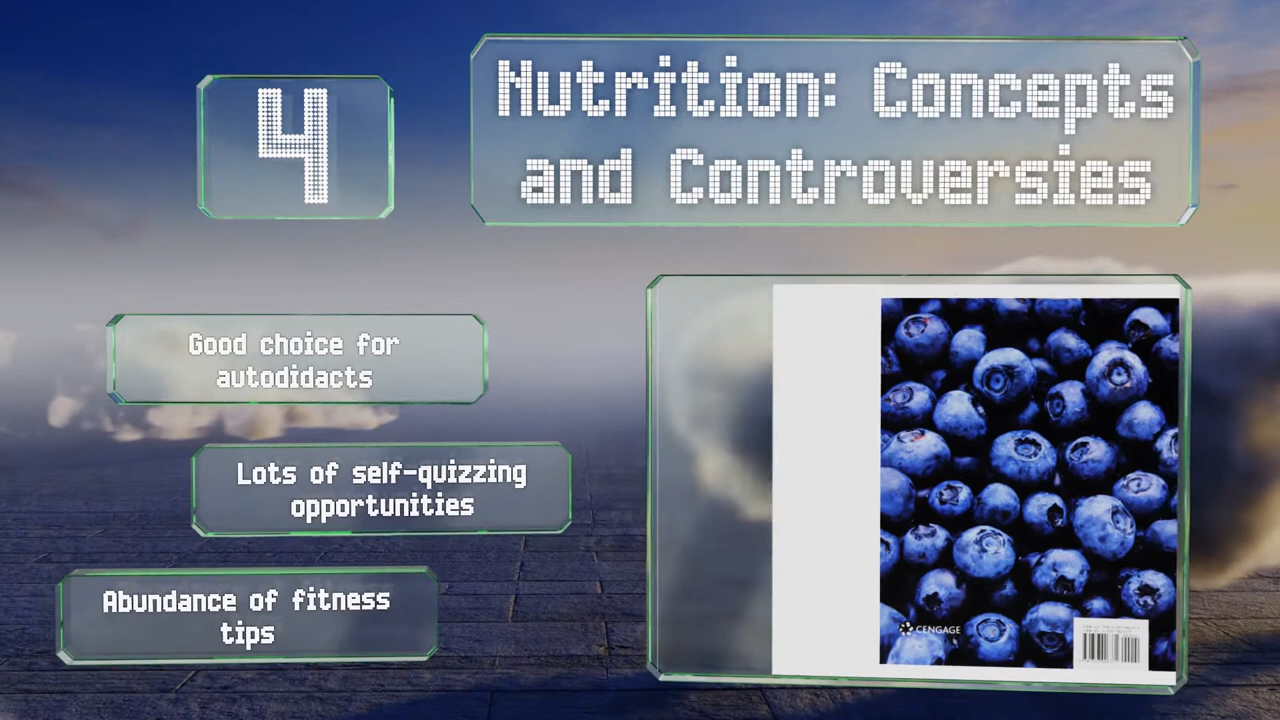 4
Nutrition: Concepts
and Controversies
Good choice for
autodidacts
Lots of self-quizzing
opportunities
Abundance of fitness
tips
CENGAGE